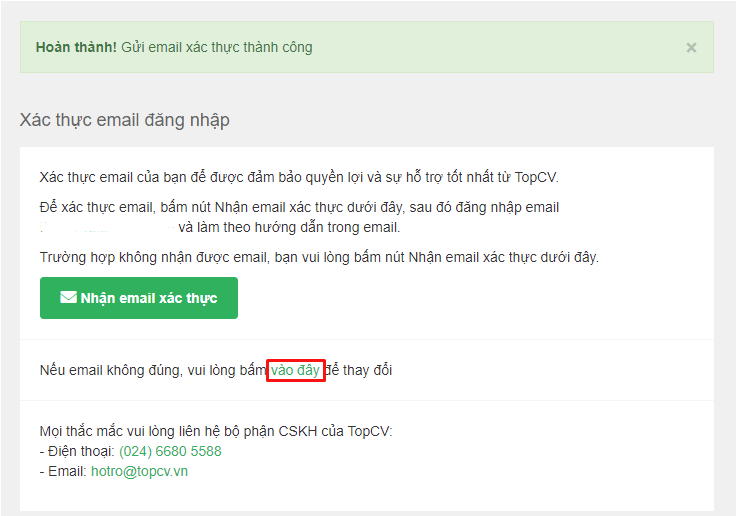 Hoàn thành! Gửi email xác thực thành công ×
Xác thực email đăng nhập
Xác thực email của bạn để được đảm bảo quyền lợi và sự hỗ trợ tốt nhất từ TopCV.
Để xác thực email, bấm nút Nhận email xác thực dưới đây, sau đó đăng nhập email
và làm theo hướng dẫn trong email.
Trường hợp không nhận được email, bạn vui lòng bấm nút Nhận email xác thực dưới đây.
Nhận email xác thực
Nếu email không đúng, vui lòng bấm vào đây để thay đổi
Mọi thắc mắc vui lòng liên hệ bộ phận CSKH của TopCV:
- Điện thoại: (024) 6680 5588
- Email: hotro@topcv.vn